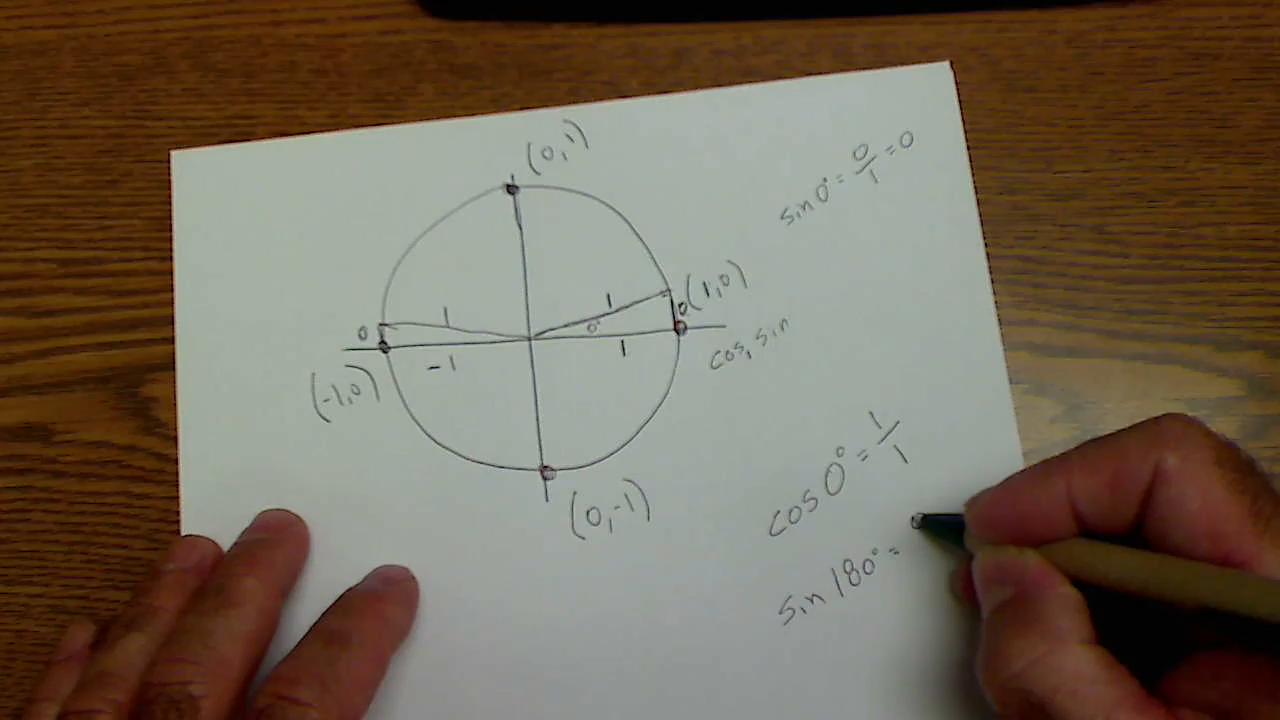 (0,1)
sin 0° = 0/1 = 0
(1,0)
0
1
0°
1
cos, sin
0
1
-1
(-1,0)
(0,-1)
cos 0° = 1/1
sin 180° =